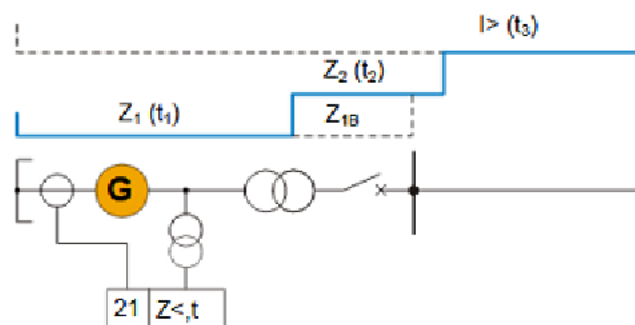 I> (t₃)
Z₂ (t₂)
Z₁ (t₁)
Z₁B
G
21 Z<,t